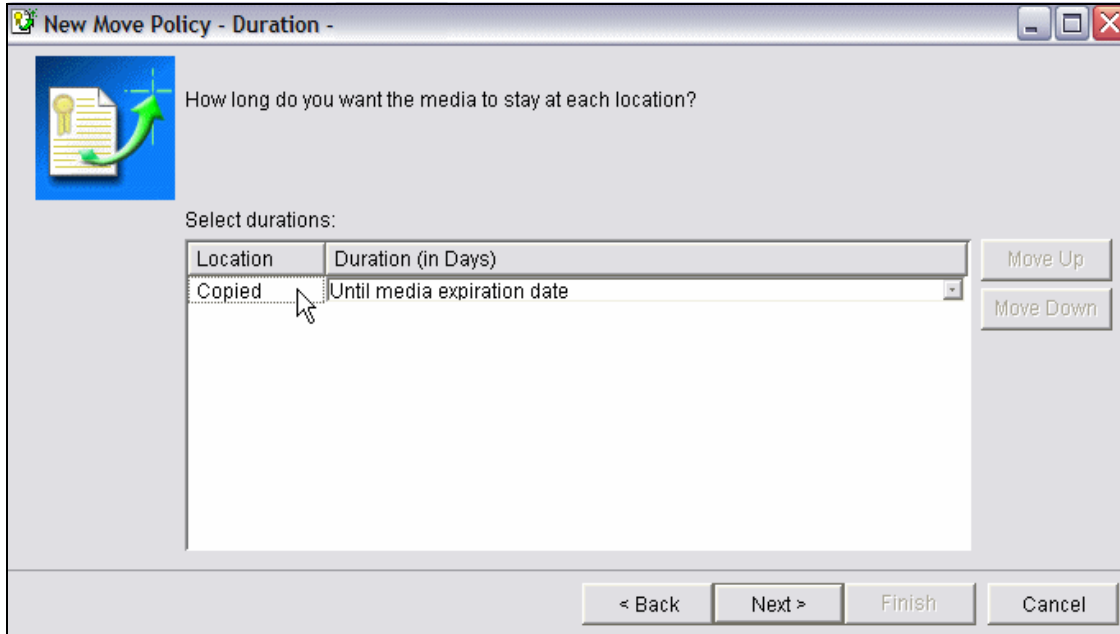 New Move Policy - Duration -
How long do you want the media to stay at each location?
Select durations:
Location Duration (in Days)
Copied Until media expiration date
Move Up
Move Down
< Back Next > Finish Cancel